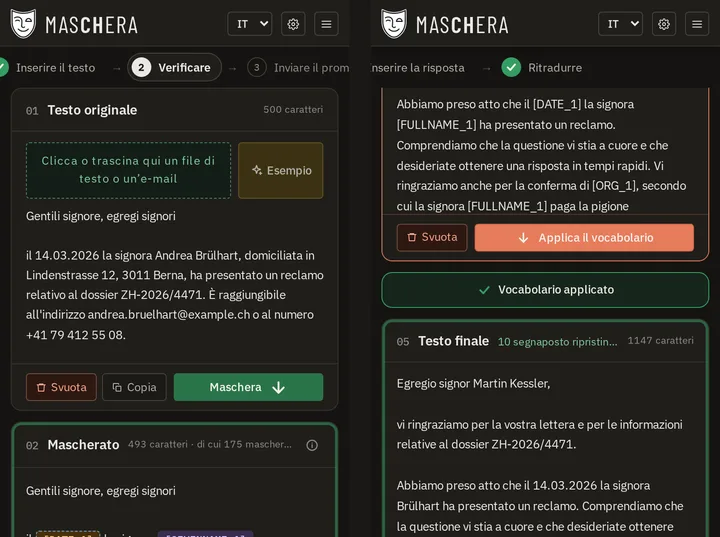 MASCHERA
IT
Inserire il testo → 2 Verificare → 3 Inviare il prom
01 Testo originale 500 caratteri
Clicca o trascina qui un file di
testo o un'e-mail
Esempio
Gentili signore, egregi signori
il 14.03.2026 la signora Andrea Brülhart, domiciliata in
Lindenstrasse 12, 3011 Berna, ha presentato un reclamo
relativo al dossier ZH-2026/4471. È raggiungibile
all'indirizzo andrea.bruelhart@example.ch o al numero
+41 79 412 55 08.
Svuota
Copia
Maschera
02 Mascherato 493 caratteri · di cui 175 mascher...
Gentili signore, egregi signori
MASCHERA
IT
nserire la risposta → Ritradurre
Abbiamo preso atto che il [DATE_1] la signora
[FULLNAME_1] ha presentato un reclamo.
Comprendiamo che la questione vi stia a cuore e che
desideriate ottenere una risposta in tempi rapidi. Vi
ringraziamo anche per la conferma di [ORG_1], secondo
cui la signora [FULLNAME_1] paga la pigione
Svuota
Applica il vocabolario
Vocabolario applicato
05 Testo finale 10 segnaposto ripristin... 1147 caratteri
Egregio signor Martin Kessler,
vi ringraziamo per la vostra lettera e per le informazioni
relative al dossier ZH-2026/4471.
Abbiamo preso atto che il 14.03.2026 la signora
Brülhart ha presentato un reclamo. Comprendiamo che
la questione vi stia a cuore e che desideriate ottenere